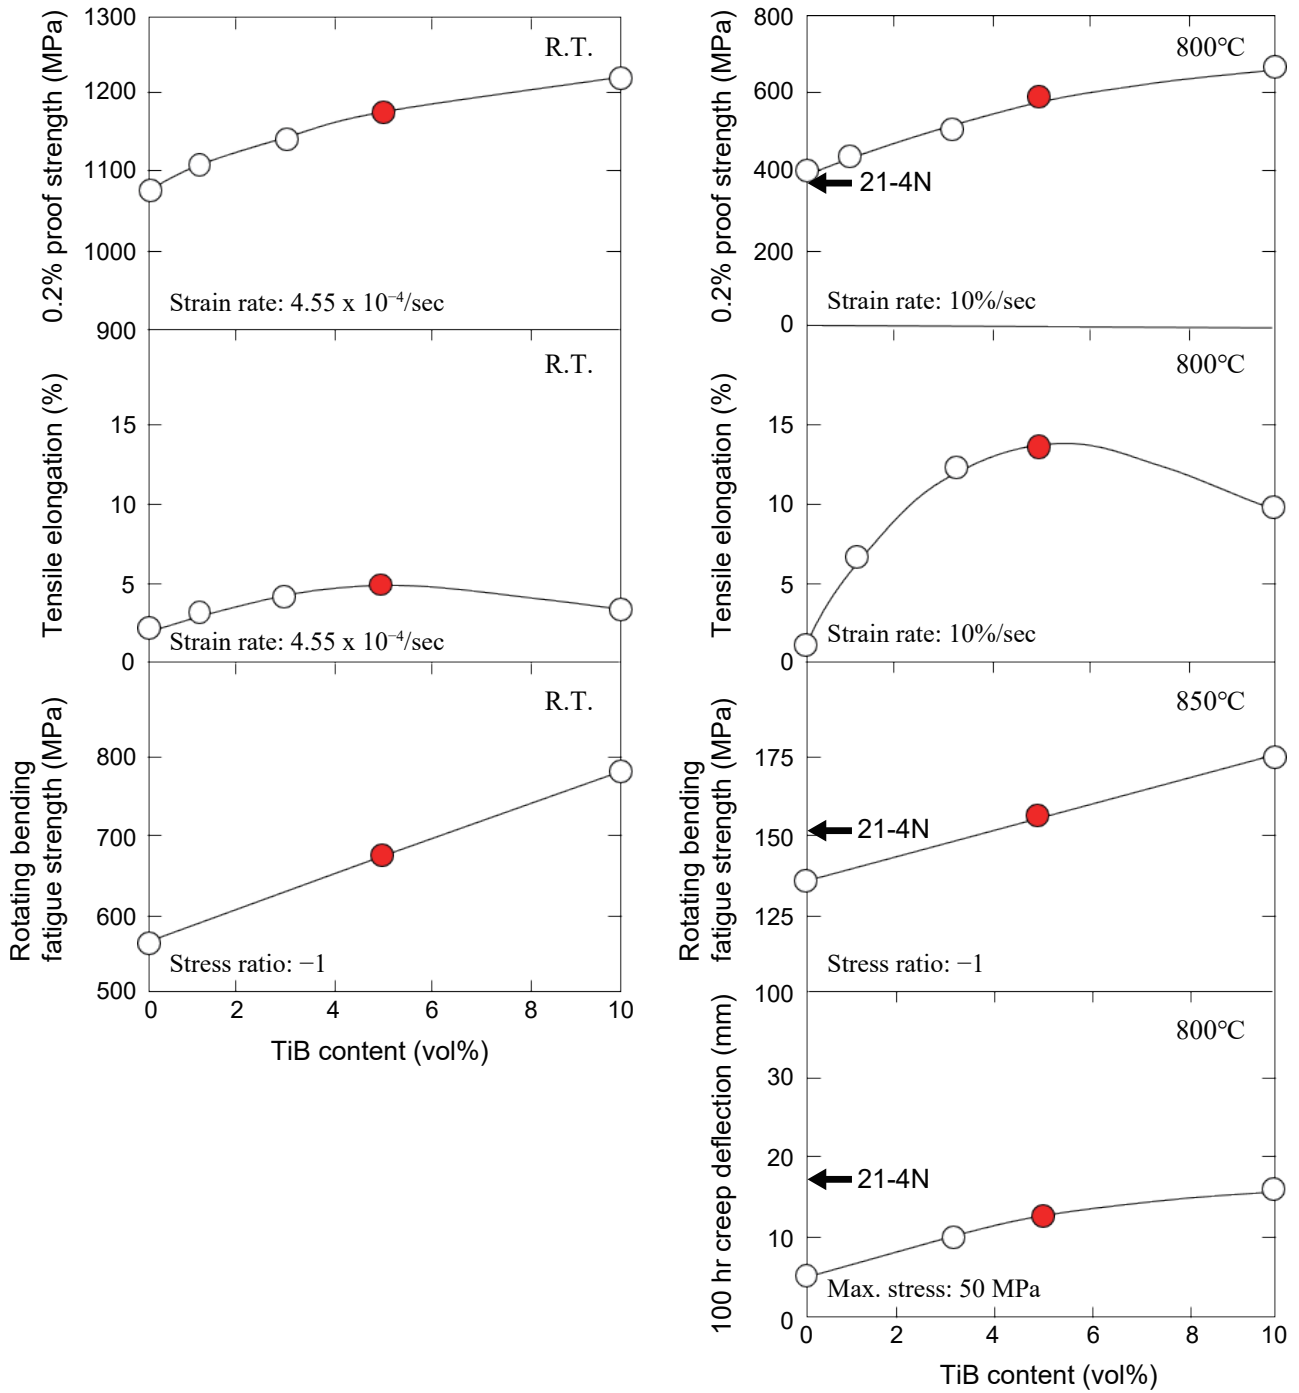 0.2% proof strength (MPa)
1300
1200
1100
1000
900
R.T.
Strain rate: 4.55 x 10⁻⁴/sec
Tensile elongation (%)
15
10
5
0
R.T.
Strain rate: 4.55 x 10⁻⁴/sec
Rotating bending
fatigue strength (MPa)
800
700
600
500
R.T.
Stress ratio: −1
0 2 4 6 8 10
TiB content (vol%)
0.2% proof strength (MPa)
800
600
400
200
0
800°C
21-4N
Strain rate: 10%/sec
Tensile elongation (%)
15
10
5
0
800°C
Strain rate: 10%/sec
Rotating bending
fatigue strength (MPa)
175
150
125
100
850°C
21-4N
Stress ratio: −1
100 hr creep deflection (mm)
30
20
10
0
800°C
21-4N
Max. stress: 50 MPa
0 2 4 6 8 10
TiB content (vol%)